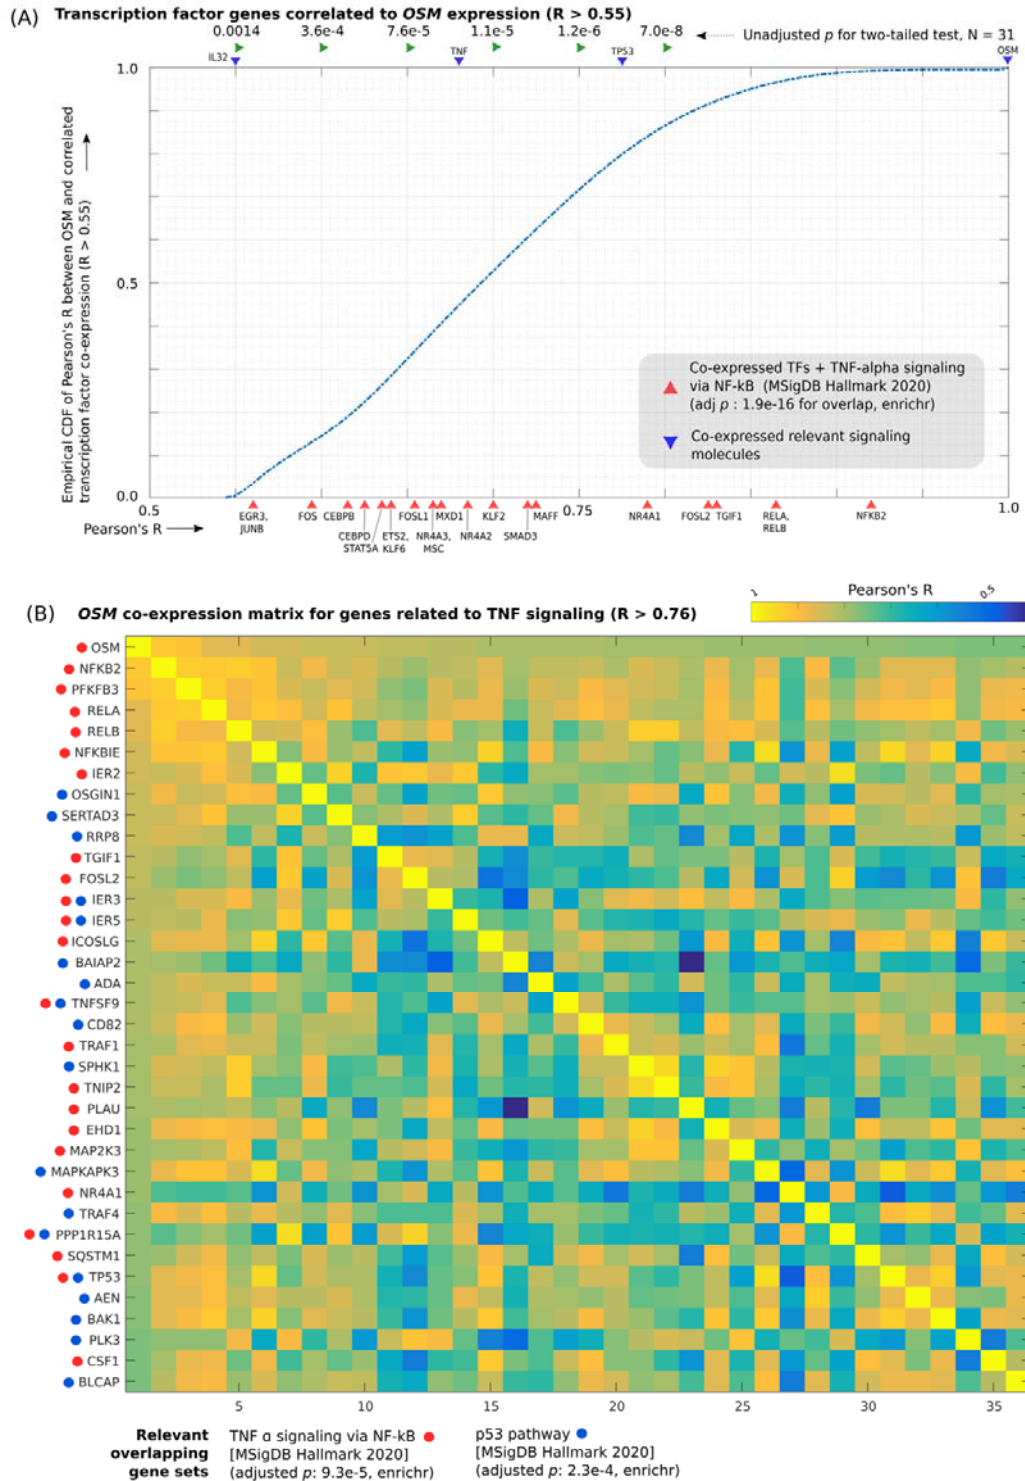 (A) Transcription factor genes correlated to OSM expression (R > 0.55)
0.0014 3.6e-4 7.6e-5 1.1e-5 1.2e-6 7.0e-8 Unadjusted p for two-tailed test, N = 31
IL32 TNF TP53 OSM
1.0
0.5
0.0
Empirical CDF of Pearson's R between OSM and correlated
transcription factor co-expression (R > 0.55)
Co-expressed TFs + TNF-alpha signaling
via NF-kB (MSigDB Hallmark 2020)
(adj p : 1.9e-16 for overlap, enrichr)
Co-expressed relevant signaling
molecules
0.5 0.75 1.0
Pearson's R
EGR3,
JUNB
FOS
CEBPB
CEBPD
STAT5A
ETS2,
KLF6
FOSL1
NR4A3,
MSC
MXD1
NR4A2
KLF2
SMAD3
MAFF
NR4A1
FOSL2
TGIF1
RELA,
RELB
NFKB2
(B) OSM co-expression matrix for genes related to TNF signaling (R > 0.76)
Pearson's R
1 0.5
OSM
NFKB2
PFKFB3
RELA
RELB
NFKBIE
IER2
OSGIN1
SERTAD3
RRP8
TGIF1
FOSL2
IER3
IER5
ICOSLG
BAIAP2
ADA
TNFSF9
CD82
TRAF1
SPHK1
TNIP2
PLAU
EHD1
MAP2K3
MAPKAPK3
NR4A1
TRAF4
PPP1R15A
SQSTM1
TP53
AEN
BAK1
PLK3
CSF1
BLCAP
5 10 15 20 25 30 35
Relevant
overlapping
gene sets
TNF α signaling via NF-kB
[MSigDB Hallmark 2020]
(adjusted p: 9.3e-5, enrichr)
p53 pathway
[MSigDB Hallmark 2020]
(adjusted p: 2.3e-4, enrichr)